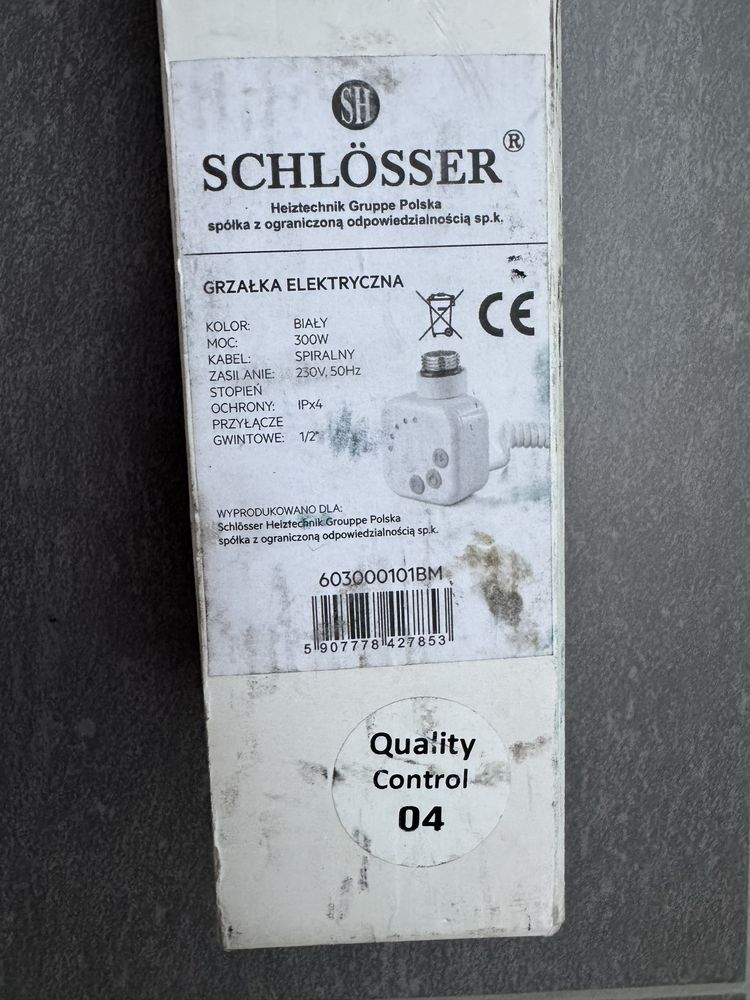 SH
SCHLÖSSER®
Heiztechnik Gruppe Polska
spółka z ograniczoną odpowiedzialnością sp.k.
GRZAŁKA ELEKTRYCZNA
CE
KOLOR: BIAŁY
MOC: 300W
KABEL: SPIRALNY
ZASILANIE: 230V, 50Hz
STOPIEŃ
OCHRONY: IPx4
PRZYŁĄCZE
GWINTOWE: 1/2"
WYPRODUKOWANO DLA:
Schlösser Heiztechnik Grouppe Polska
spółka z ograniczoną odpowiedzialnością sp.k.
603000101BM
5 907778 427853
Quality
Control
04